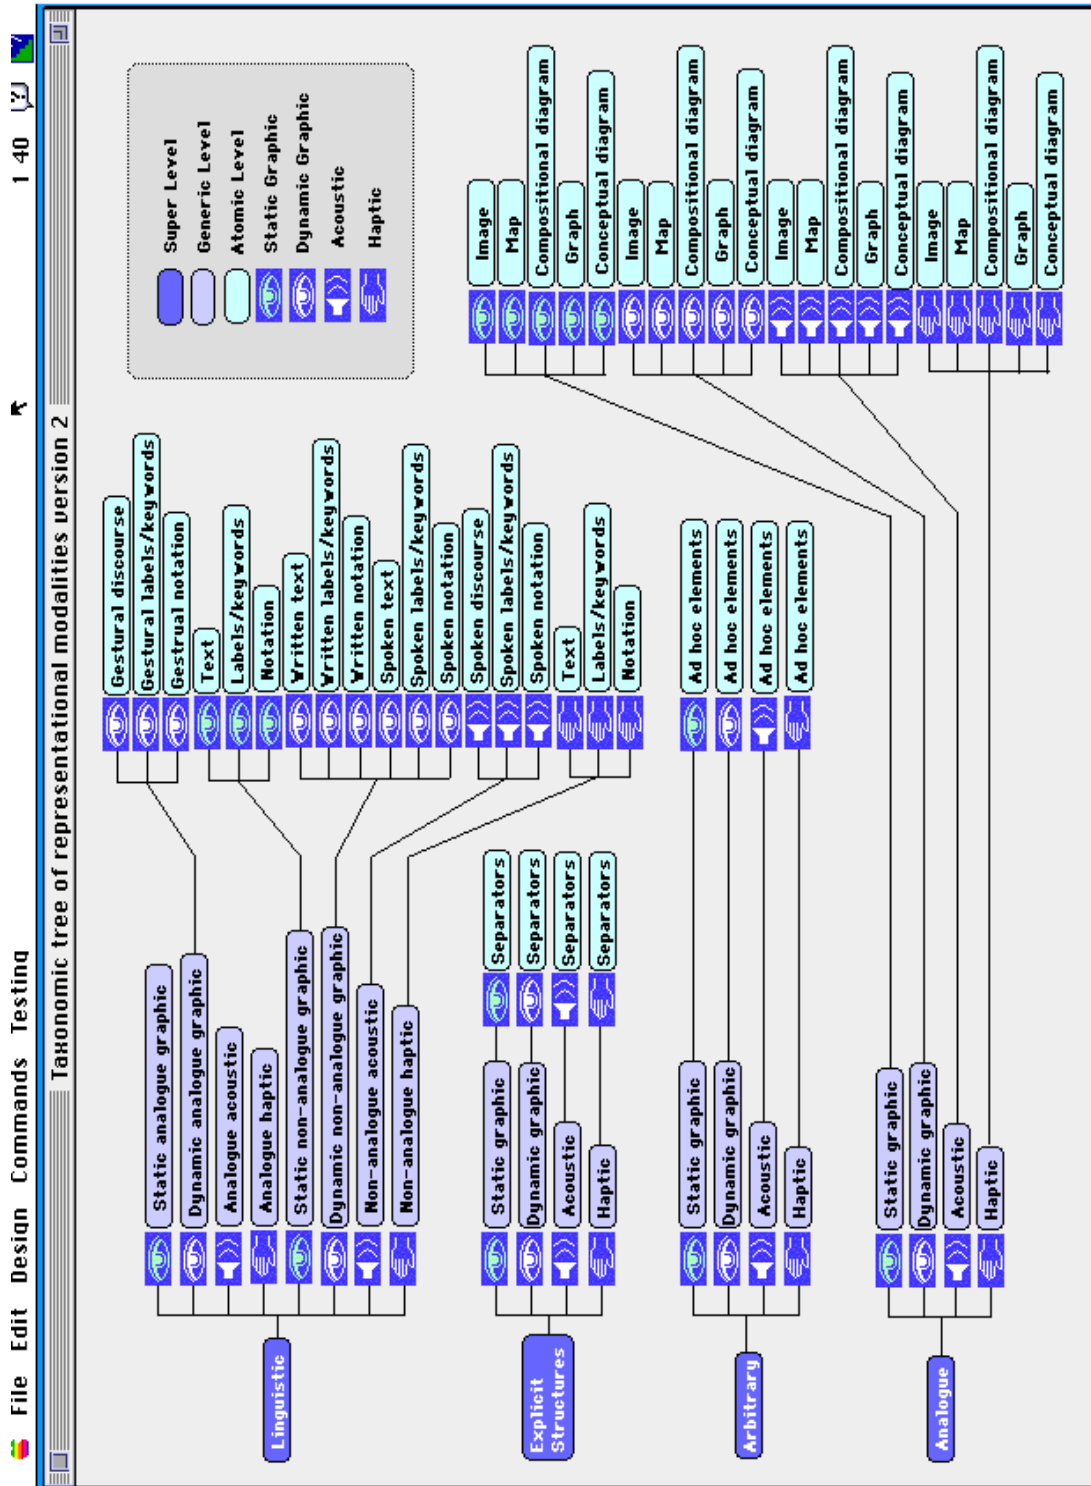 File Edit Design Commands Testing
1 40
Taxonomic tree of representational modalities version 2
Super Level
Generic Level
Atomic Level
Static Graphic
Dynamic Graphic
Acoustic
Haptic
Linguistic
Static analogue graphic
Dynamic analogue graphic
Analogue acoustic
Analogue haptic
Static non-analogue graphic
Dynamic non-analogue graphic
Non-analogue acoustic
Non-analogue haptic
Gestural discourse
Gestural labels/keywords
Gestrual notation
Text
Labels/keywords
Notation
Written text
Written labels/keywords
Written notation
Spoken text
Spoken labels/keywords
Spoken notation
Spoken discourse
Spoken labels/keywords
Spoken notation
Text
Labels/keywords
Notation
Explicit
Structures
Static graphic
Dynamic graphic
Acoustic
Haptic
Separators
Separators
Separators
Separators
Arbitrary
Static graphic
Dynamic graphic
Acoustic
Haptic
Ad hoc elements
Ad hoc elements
Ad hoc elements
Ad hoc elements
Analogue
Static graphic
Dynamic graphic
Acoustic
Haptic
Image
Map
Compositional diagram
Graph
Conceptual diagram
Image
Map
Compositional diagram
Graph
Conceptual diagram
Image
Map
Compositional diagram
Graph
Conceptual diagram
Image
Map
Compositional diagram
Graph
Conceptual diagram